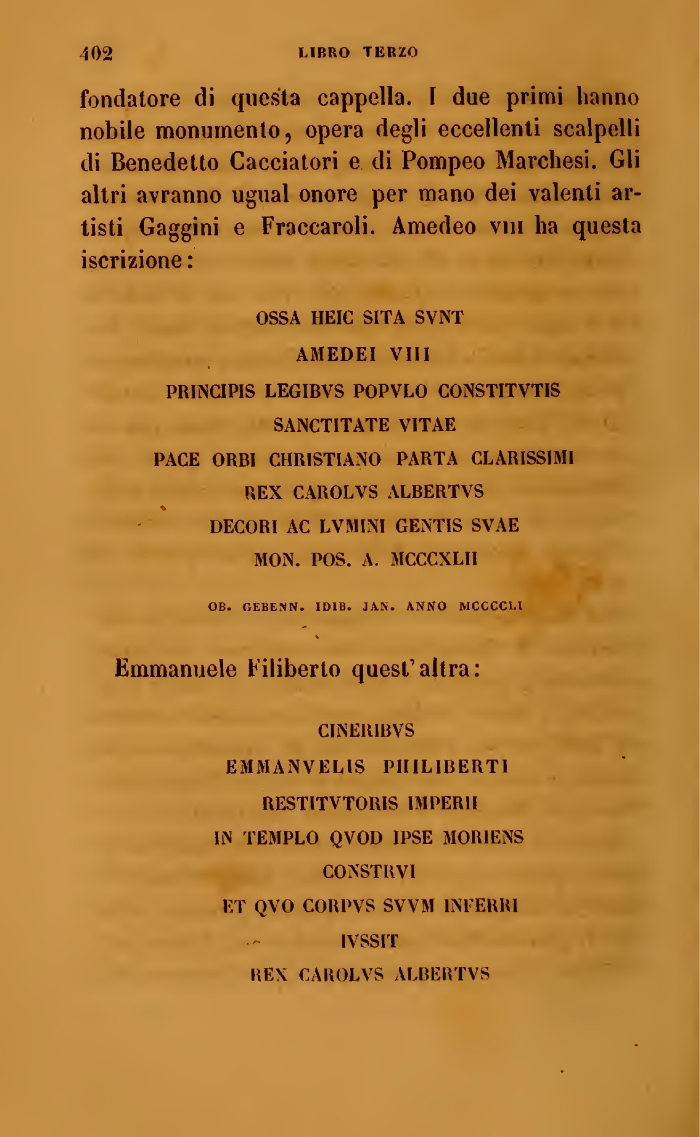 402 LIBRO TERZO
fondatore di questa cappella. I due primi hanno
nobile monumento, opera degli eccellenti scalpelli
di Benedetto Cacciatori e di Pompeo Marchesi. Gli
altri avranno ugual onore per mano dei valenti ar-
tisti Gaggini e Fraccaroli. Amedeo VIII ha questa
iscrizione:
OSSA HEIC SITA SVNT
AMEDEI VIII
PRINCIPIS LEGIBVS POPVLO CONSTITVTIS
SANCTITATE VITAE
PACE ORBI CHRISTIANO PARTA CLARISSIMI
REX CAROLVS ALBERTVS
DECORI AC LVMINI GENTIS SVAE
MON. POS. A. MCCCXLII
OB. GEBENN. IDIB. JAN. ANNO MCCCCLI
Emmanuele Filiberto quest'altra:
CINERIBVS
EMMANVELIS PHILIBERTI
RESTITVTORIS IMPERII
IN TEMPLO QVOD IPSE MORIENS
CONSTRVI
ET QVO CORPVS SVVM INFERRI
IVSSIT
REX CAROLVS ALBERTVS